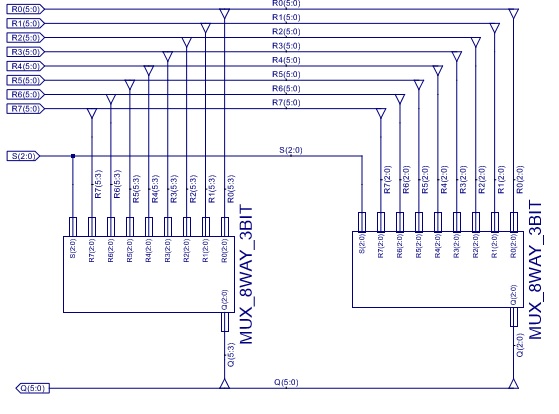 R0(5:0) R0(5:0)
R1(5:0) R1(5:0)
R2(5:0) R2(5:0)
R3(5:0) R3(5:0)
R4(5:0) R4(5:0)
R5(5:0) R5(5:0)
R6(5:0) R6(5:0)
R7(5:0) R7(5:0)
S(2:0) S(2:0)
R7(5:3)
R6(5:3)
R5(5:3)
R4(5:3)
R3(5:3)
R2(5:3)
R1(5:3)
R0(5:3)
S(2:0)
R7(2:0)
R6(2:0)
R5(2:0)
R4(2:0)
R3(2:0)
R2(2:0)
R1(2:0)
R0(2:0)
Q(2:0)
MUX_8WAY_3BIT
Q(5:3)
R7(2:0)
R6(2:0)
R5(2:0)
R4(2:0)
R3(2:0)
R2(2:0)
R1(2:0)
R0(2:0)
S(2:0)
R7(2:0)
R6(2:0)
R5(2:0)
R4(2:0)
R3(2:0)
R2(2:0)
R1(2:0)
R0(2:0)
Q(2:0)
MUX_8WAY_3BIT
Q(2:0)
Q(5:0) Q(5:0)